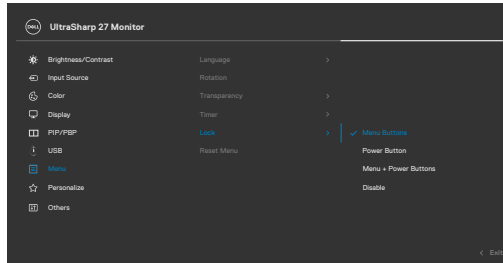 DELL UltraSharp 27 Monitor
Brightness/Contrast Language
Input Source Rotation
Color Transparency
Display Timer
PIP/PBP Lock Menu Buttons
USB Reset Menu Power Button
Menu Menu + Power Buttons
Personalize Disable
Others
Exit